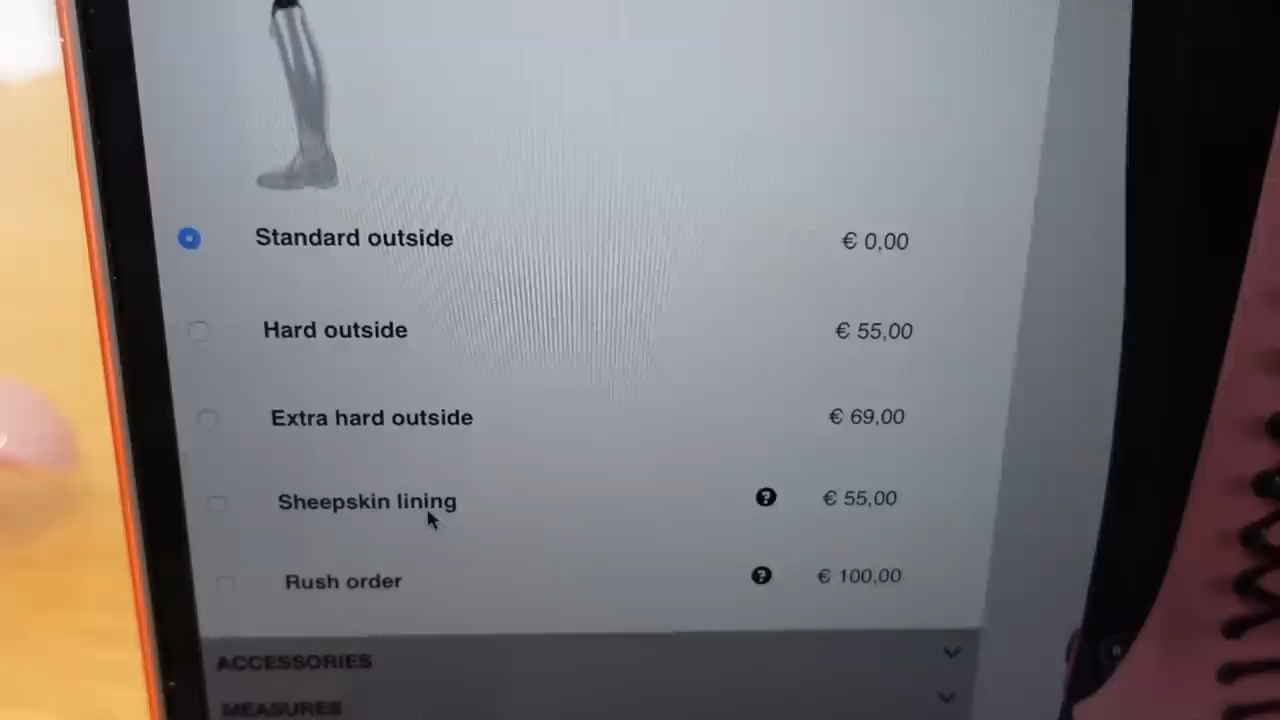 Standard outside € 0,00
Hard outside € 55,00
Extra hard outside € 69,00
Sheepskin lining ? € 55,00
Rush order ? € 100,00
ACCESSORIES
MEASURES